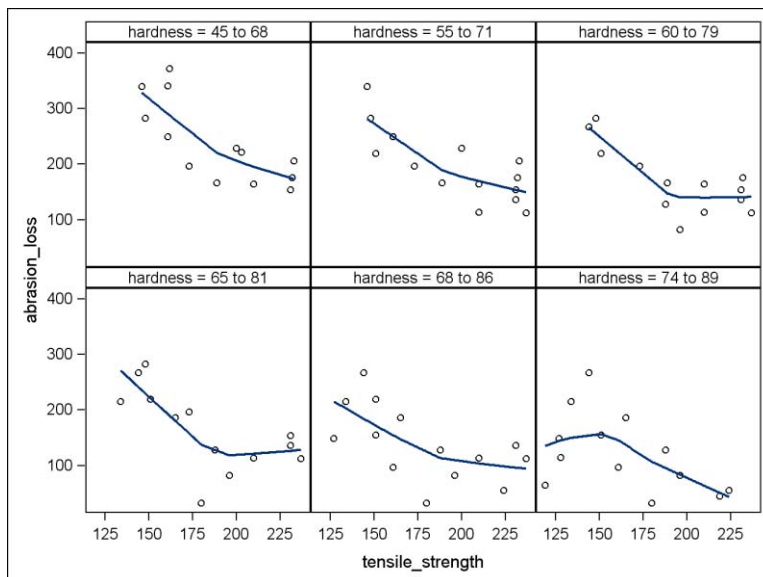 hardness = 45 to 68 hardness = 55 to 71 hardness = 60 to 79
400
300
200
100
hardness = 65 to 81 hardness = 68 to 86 hardness = 74 to 89
400
300
200
100
abrasion_loss
125 150 175 200 225 125 150 175 200 225 125 150 175 200 225
tensile_strength